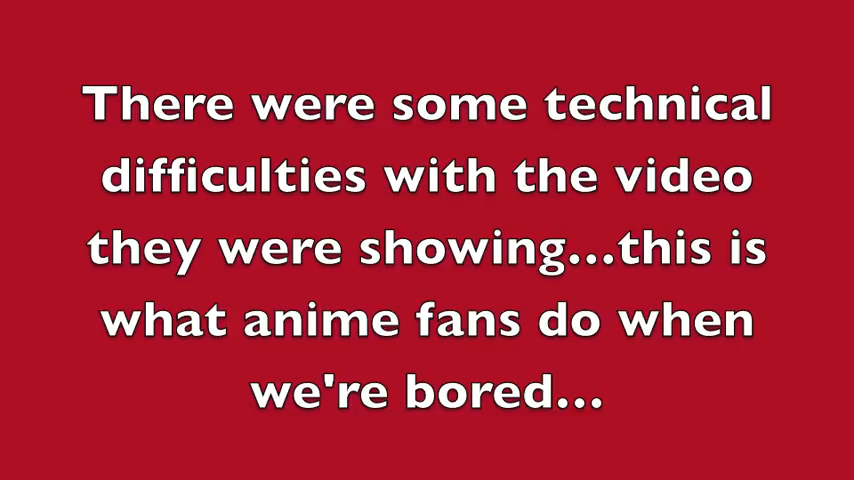 There were some technical
difficulties with the video
they were showing...this is
what anime fans do when
we're bored...